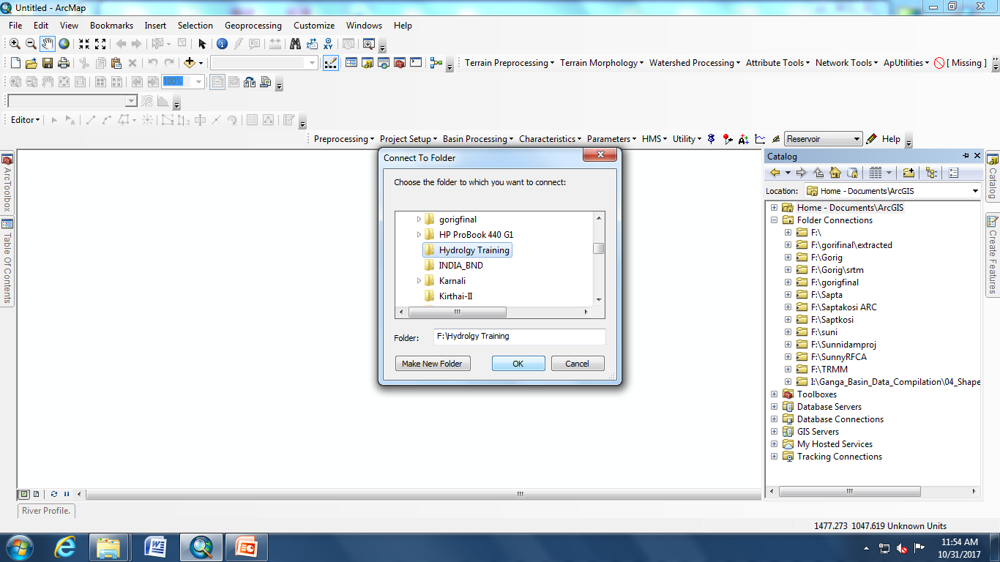 Untitled - ArcMap
File Edit View Bookmarks Insert Selection Geoprocessing Customize Windows Help
Terrain Preprocessing Terrain Morphology Watershed Processing Attribute Tools Network Tools ApUtilities [ Missing ]
100%
Editor
Preprocessing Project Setup Basin Processing Characteristics Parameters HMS Utility Reservoir Help
ArcToolbox
Table Of Contents
Connect To Folder
Choose the folder to which you want to connect:
gorigfinal
HP ProBook 440 G1
Hydrolgy Training
INDIA_BND
Karnali
Kirthai-II
Folder: F:\Hydrolgy Training
Make New Folder OK Cancel
Catalog
Location: Home - Documents\ArcGIS
Home - Documents\ArcGIS
Folder Connections
F:\
F:\gorifinal\extracted
F:\Gorig
F:\Gorig\srtm
F:\gorigfinal
F:\Sapta
F:\Saptakosi ARC
F:\Saptkosi
F:\suni
F:\Sunnidamproj
F:\SunnyRFCA
F:\TRMM
I:\Ganga_Basin_Data_Compilation\04_Shape
Toolboxes
Database Servers
Database Connections
GIS Servers
My Hosted Services
Tracking Connections
Catalog
Create Features
River Profile.
1477.273 1047.619 Unknown Units
11:54 AM
10/31/2017